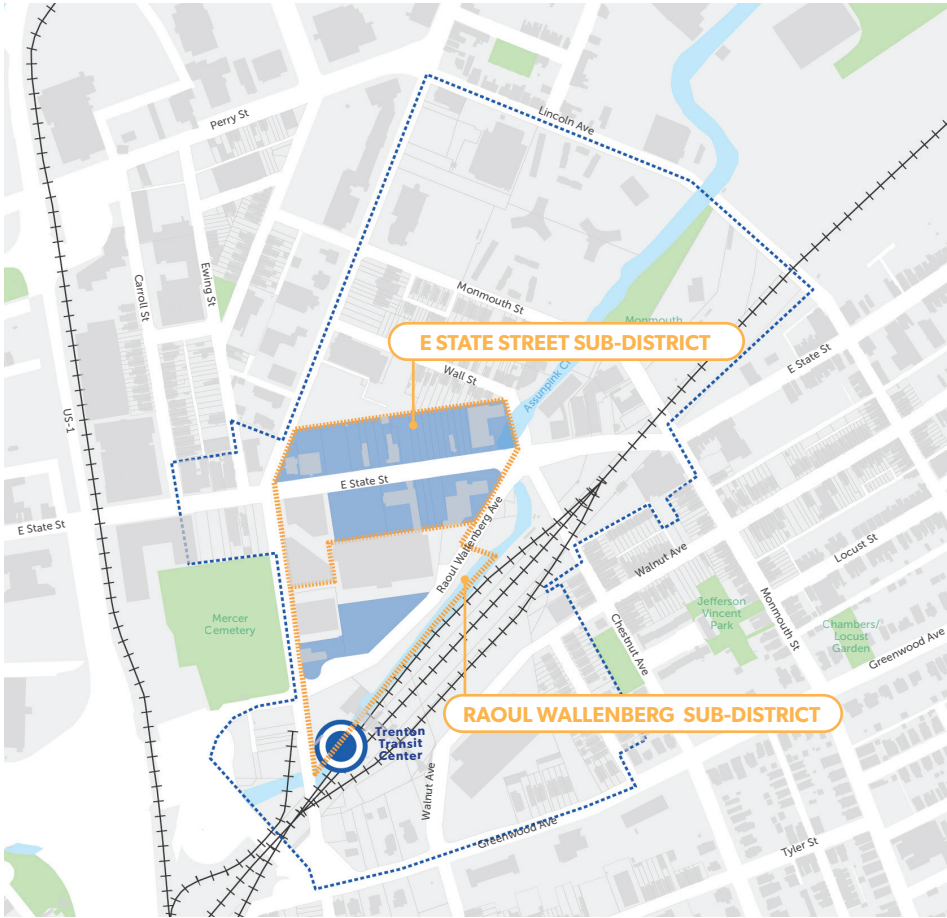 Lincoln Ave
Perry St
Ewing St
Carroll St
Monmouth St
Monmouth
E STATE STREET SUB-DISTRICT
E State St
Wall St
Assunpink C
US-1
E State St
E State St
Raoul Wallenberg Ave
Walnut Ave
Locust St
Mercer
Cemetery
Jefferson
Vincent
Park
Monmouth St
Chestnut Ave
Chambers/
Locust
Garden
Greenwood Ave
RAOUL WALLENBERG SUB-DISTRICT
Trenton
Transit
Center
Walnut Ave
Greenwood Ave
Tyler St